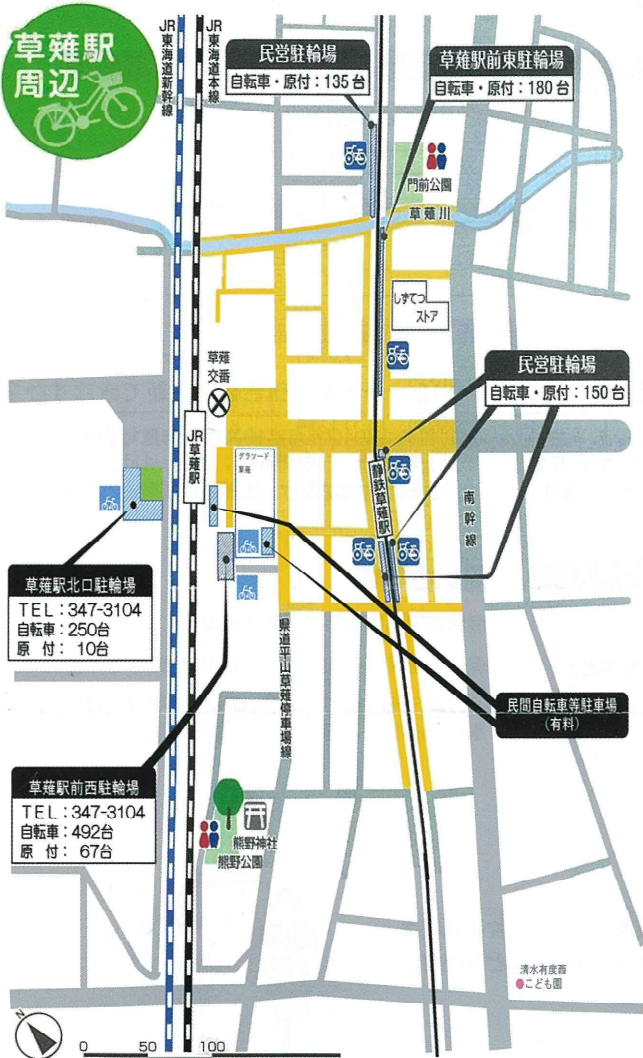 草薙駅
周辺
JR東海道新幹線
JR東海道本線
民営駐輪場
自転車・原付:135台
草薙駅前東駐輪場
自転車・原付:180台
門前公園
草薙川
しずてつ
ストア
草薙
交番
民営駐輪場
自転車・原付:150台
JR草薙駅
グラソード
草薙
静鉄草薙駅
南幹線
草薙駅北口駐輪場
TEL:347-3104
自転車:250台
原 付: 10台
県道平山草薙停車場線
民間自転車等駐車場
(有料)
草薙駅前西駐輪場
TEL:347-3104
自転車:492台
原 付: 67台
熊野神社
熊野公園
清水有度西
こども園
N
0 50 100